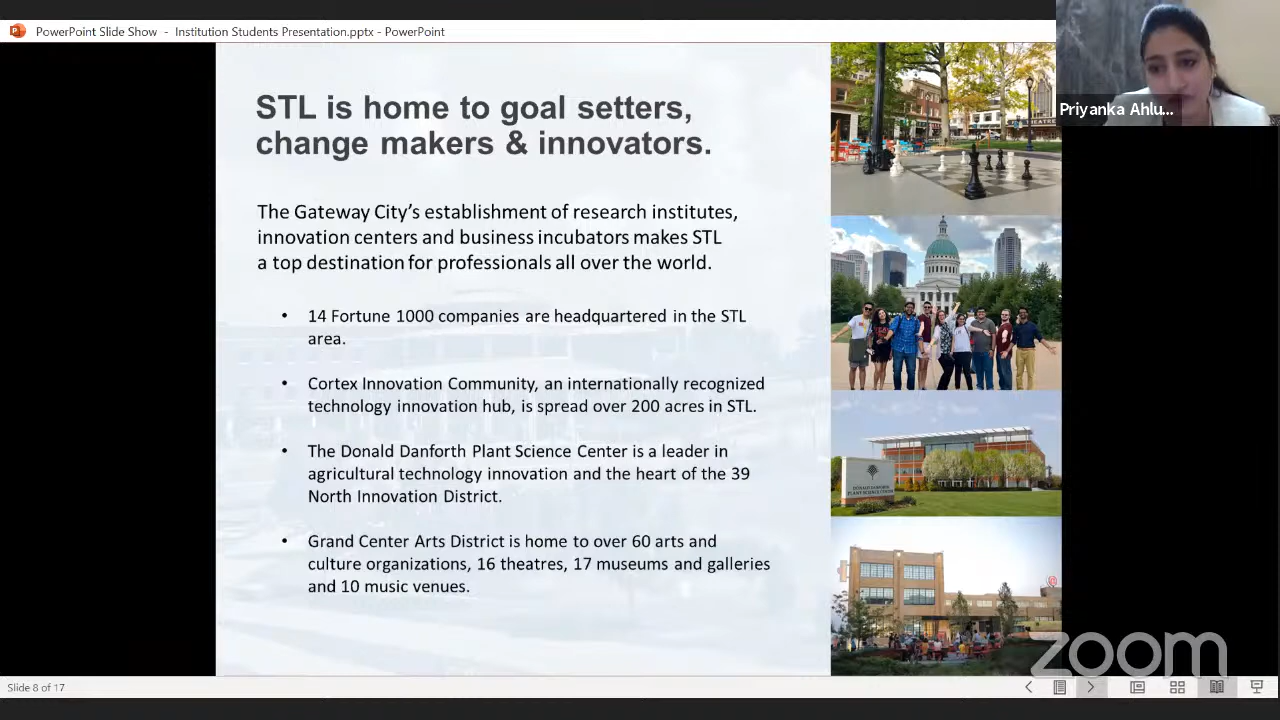 PowerPoint Slide Show - Institution Students Presentation.pptx - PowerPoint
Priyanka Ahlu...
STL is home to goal setters,
change makers & innovators.
The Gateway City’s establishment of research institutes,
innovation centers and business incubators makes STL
a top destination for professionals all over the world.
• 14 Fortune 1000 companies are headquartered in the STL
area.
• Cortex Innovation Community, an internationally recognized
technology innovation hub, is spread over 200 acres in STL.
• The Donald Danforth Plant Science Center is a leader in
agricultural technology innovation and the heart of the 39
North Innovation District.
• Grand Center Arts District is home to over 60 arts and
culture organizations, 16 theatres, 17 museums and galleries
and 10 music venues.
THEATRE
DONALD DANFORTH
PLANT SCIENCE CENTER
zoom
Slide 8 of 17